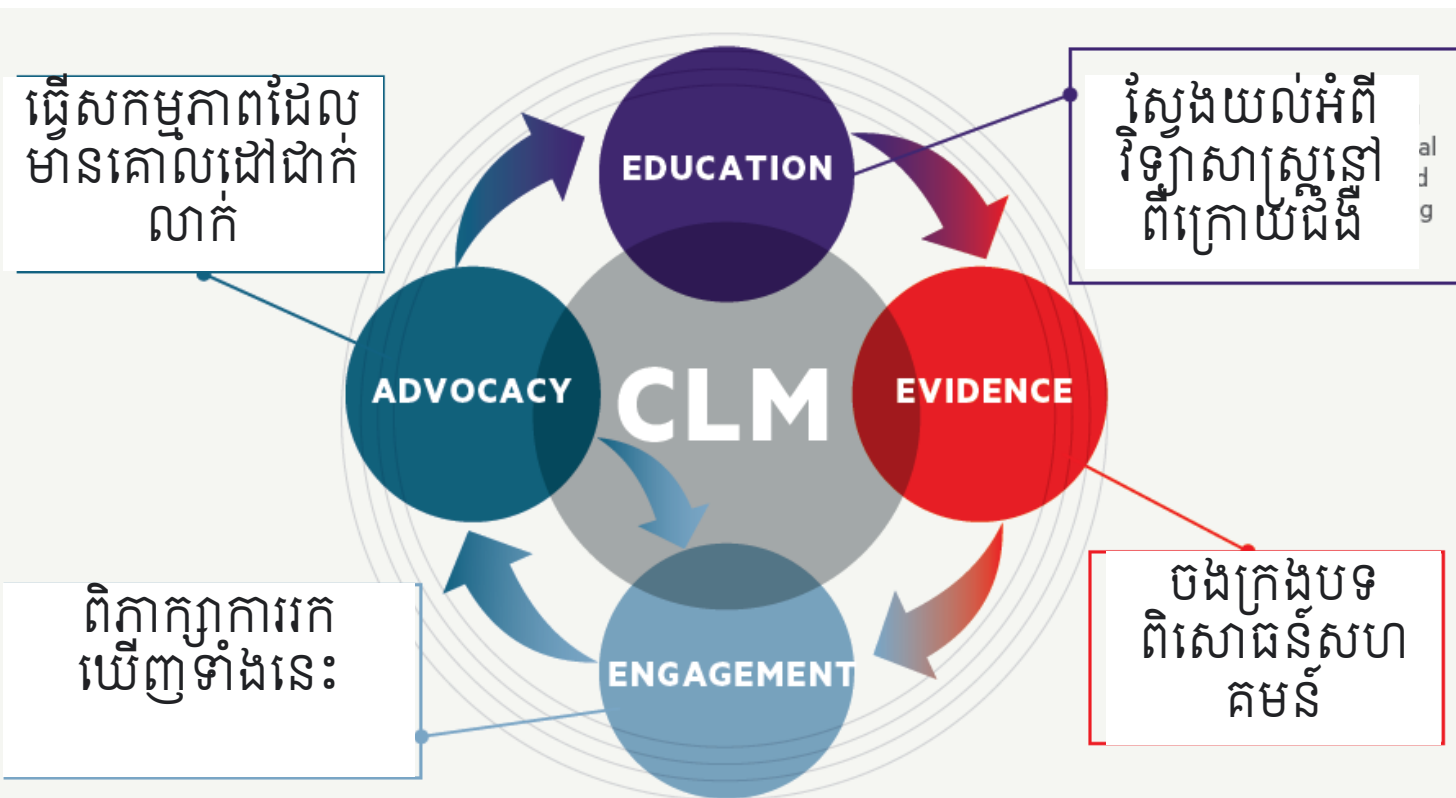 ធ្វើសកម្មភាពដែល
មានគោលដៅជាក់
លាក់
EDUCATION
ស្វែងយល់អំពី
វិទ្យាសាស្ត្រនៅ
ពីក្រោយជំងឺ
al
d
g
ADVOCACY
CLM
EVIDENCE
ពិភាក្សាការរក
ឃើញទាំងនេះ
ENGAGEMENT
ចងក្រងបទ
ពិសោធន៍សហ
គមន៍